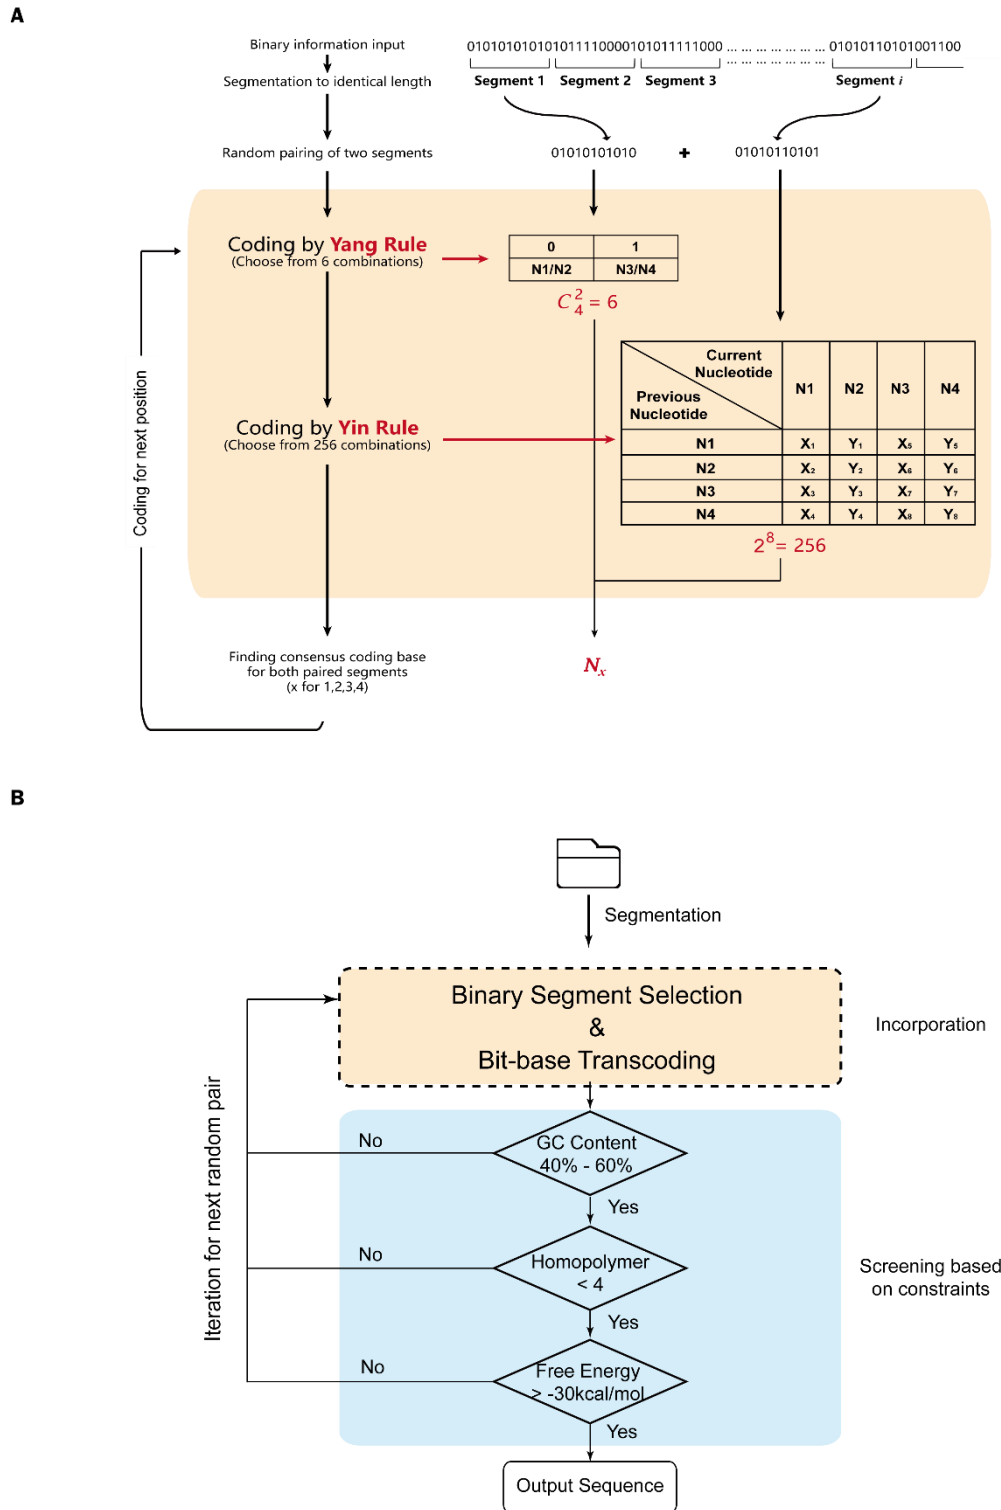 A
Binary information input
010101010101011111000010101011111000 ... ... ... ... ... ... ... 01010110101001100
Segmentation to identical length
Segment 1
Segment 2
Segment 3
... ... ... ... ... ... ...
Segment i
Random pairing of two segments
01010101010
+
01010110101
Coding by Yang Rule
(Choose from 6 combinations)
0 1
N1/N2 N3/N4
C 2 4 = 6
Current
Nucleotide
Previous
Nucleotide
N1 N2 N3 N4
N1 X1 Y1 X5 Y5
N2 X2 Y2 X6 Y6
N3 X3 Y3 X7 Y7
N4 X4 Y4 X8 Y8
2^8 = 256
Coding by Yin Rule
(Choose from 256 combinations)
Coding for next position
Finding consensus coding base
for both paired segments
(x for 1,2,3,4)
Nx
B
Segmentation
Binary Segment Selection
&
Bit-base Transcoding
Incorporation
Iteration for next random pair
GC Content
40% - 60%
No
Yes
Homopolymer
< 4
No
Yes
Screening based
on constraints
Free Energy
> -30kcal/mol
No
Yes
Output Sequence